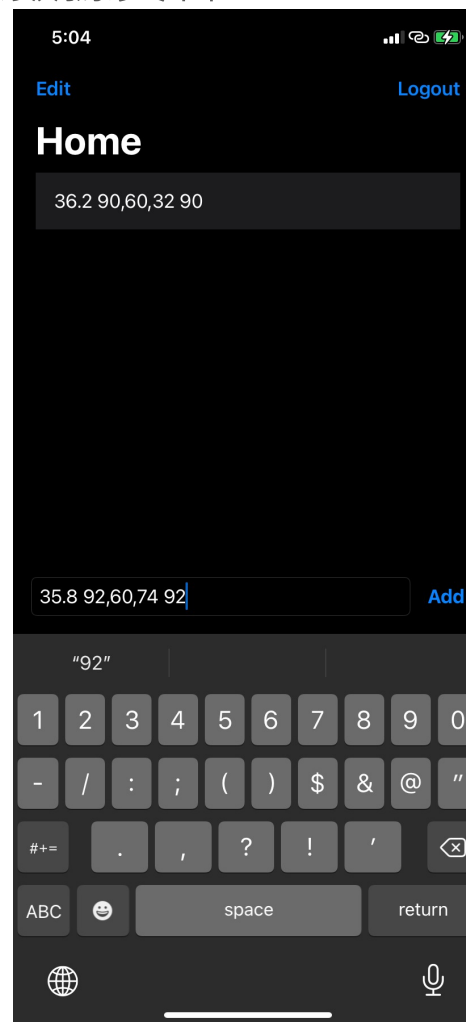 5:04
Edit Logout
Home
36.2 90,60,32 90
35.8 92,60,74 92 Add
“92”
1 2 3 4 5 6 7 8 9 0
- / : ; ( ) $ & @ "
#+= . , ? ! '
ABC space return